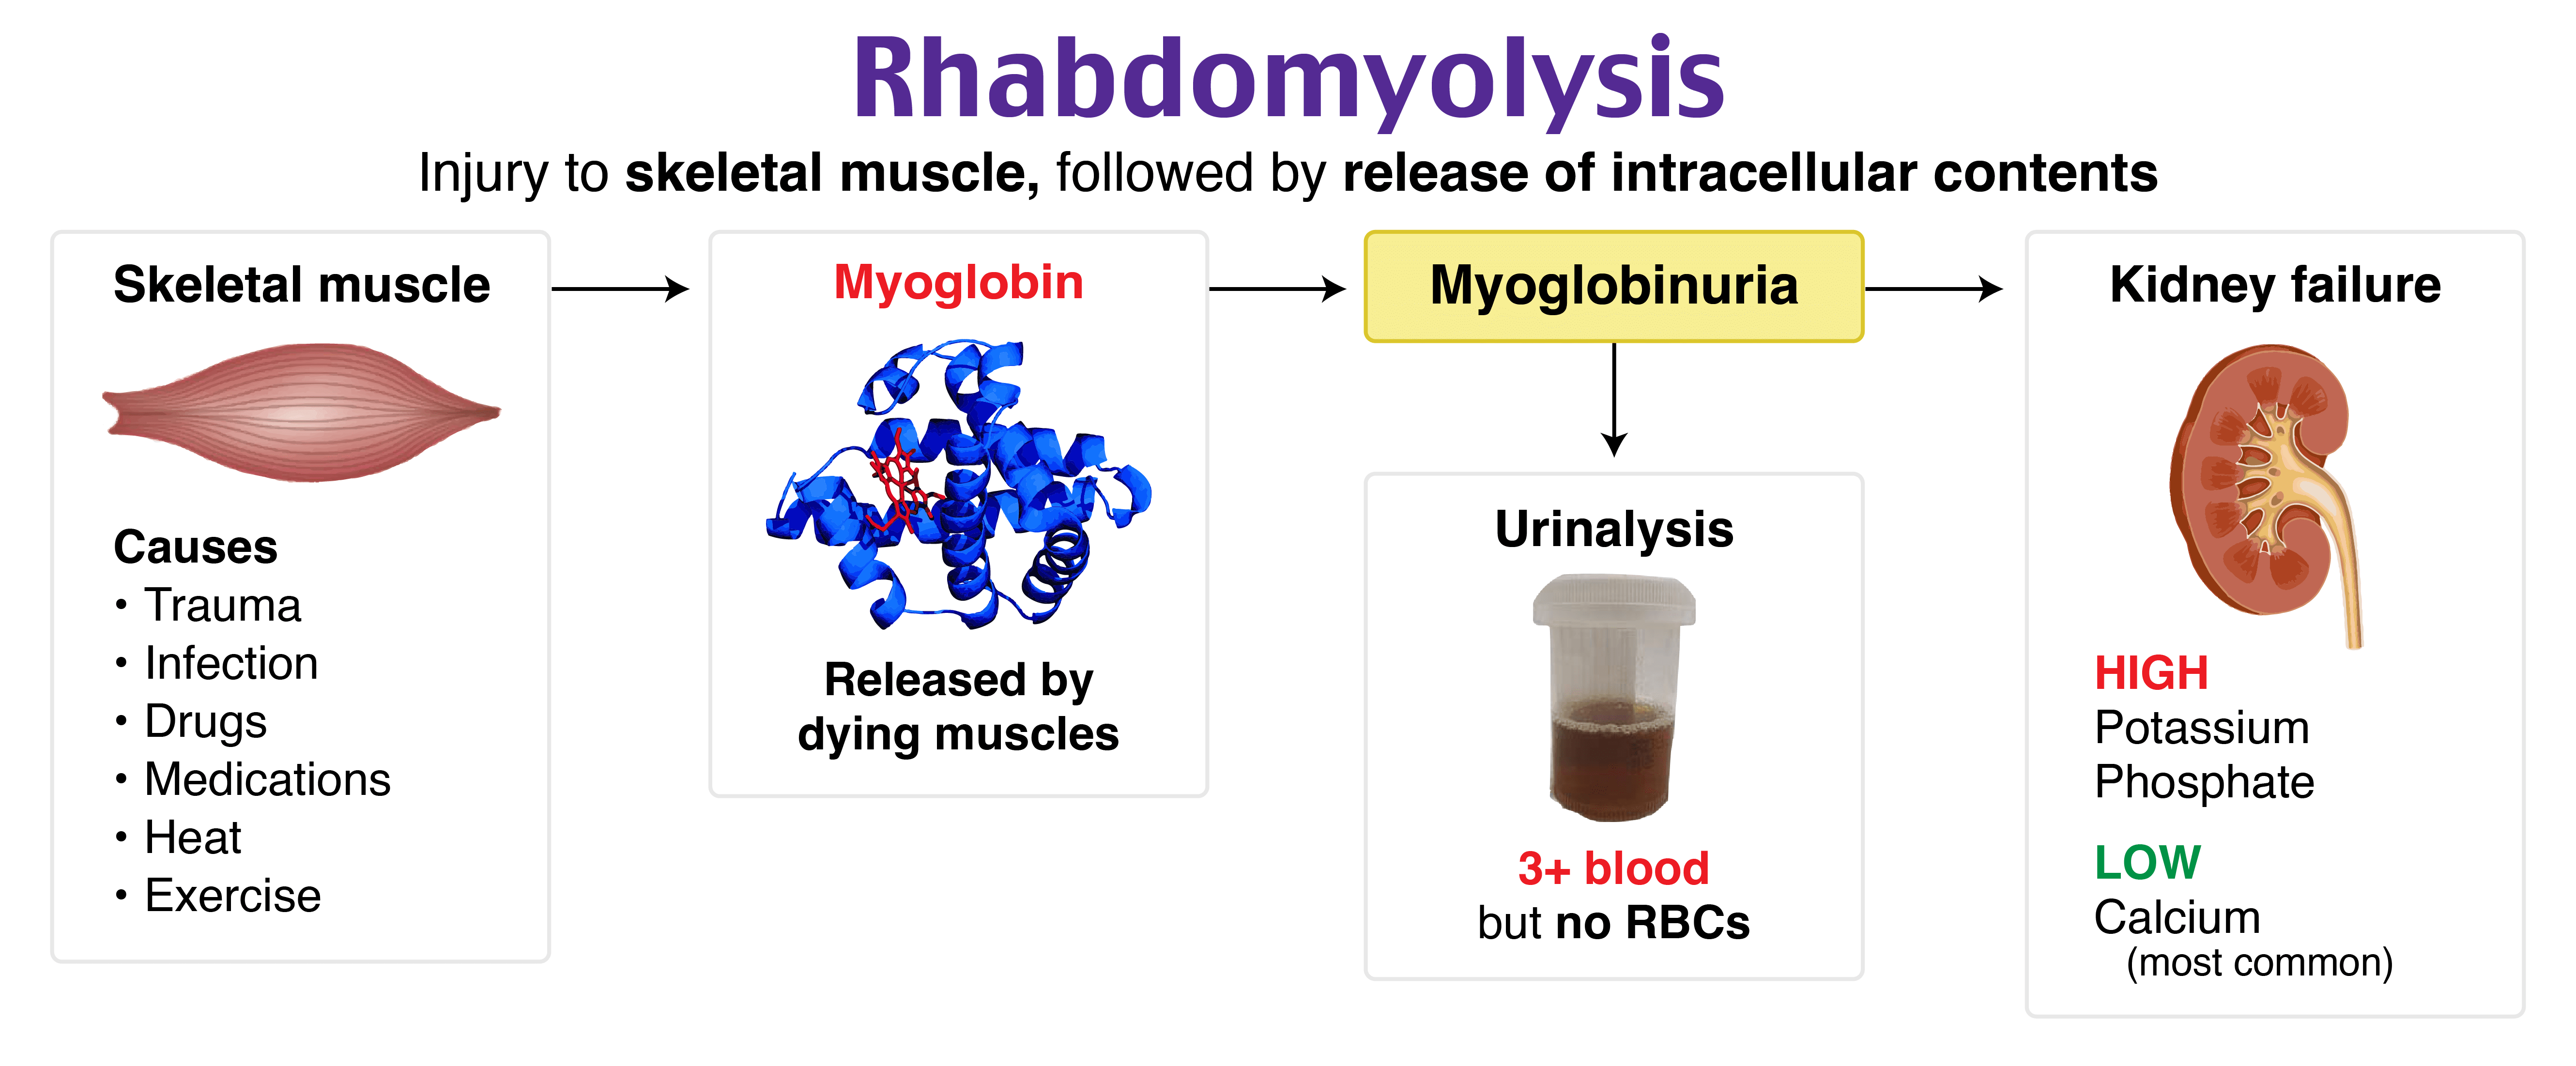 Rhabdomyolysis
Injury to skeletal muscle, followed by release of intracellular contents
Skeletal muscle
Causes
• Trauma
• Infection
• Drugs
• Medications
• Heat
• Exercise
Myoglobin
Released by
dying muscles
Myoglobinuria
Urinalysis
3+ blood
but no RBCs
Kidney failure
HIGH
Potassium
Phosphate
LOW
Calcium
(most common)